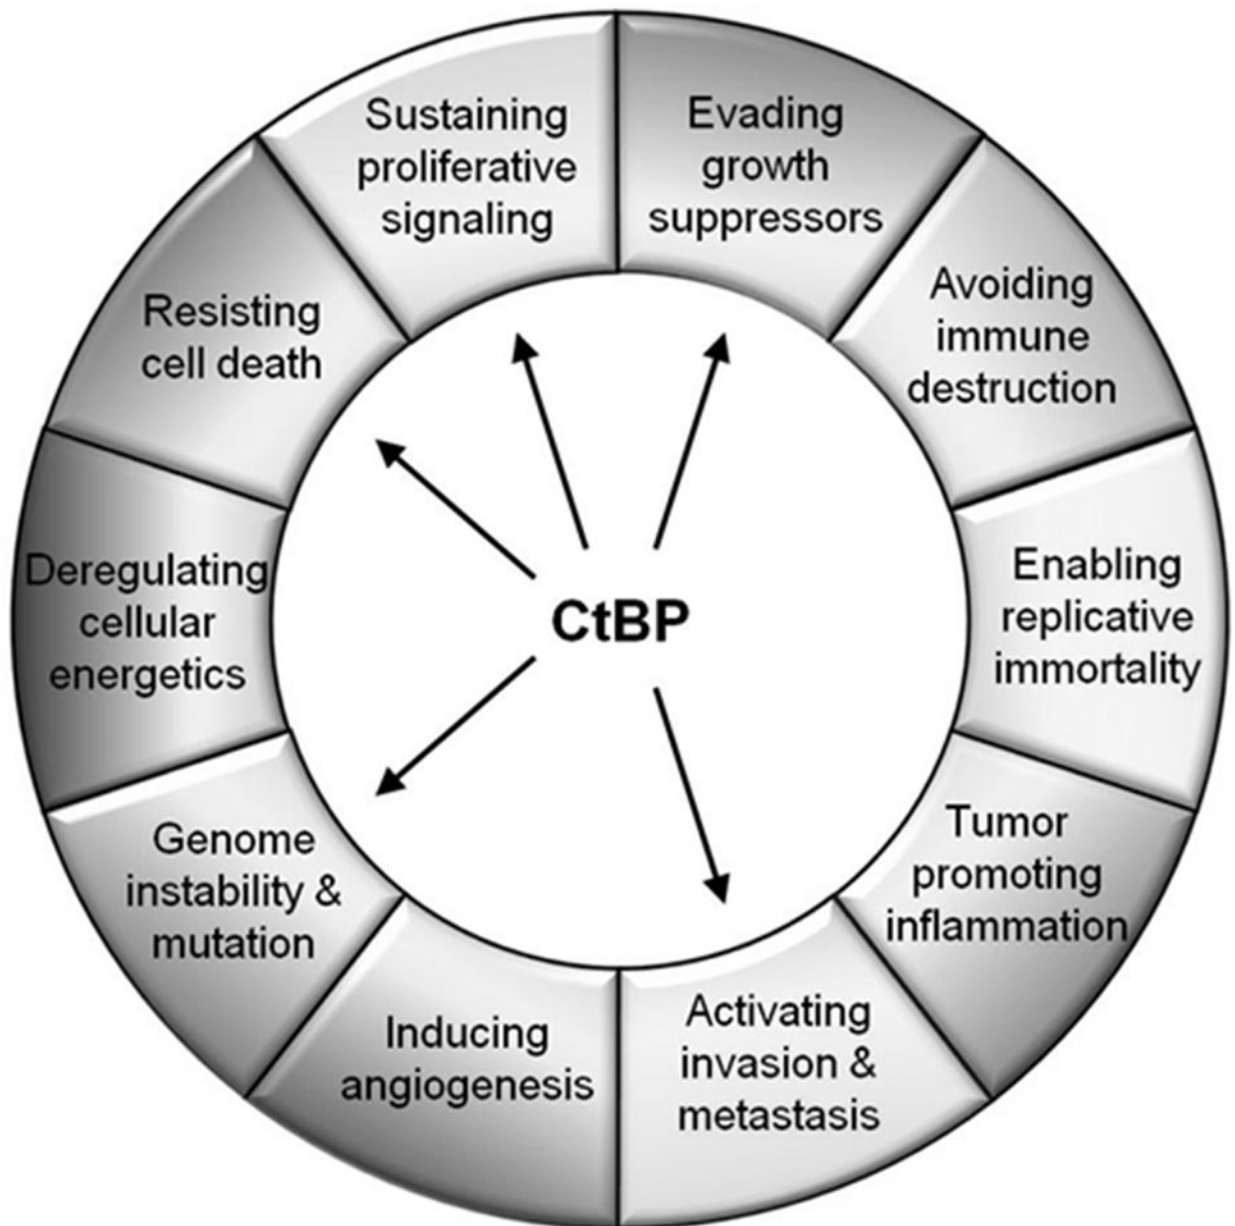 Sustaining
proliferative
signaling
Evading
growth
suppressors
Avoiding
immune
destruction
Enabling
replicative
immortality
Tumor
promoting
inflammation
Activating
invasion &
metastasis
Inducing
angiogenesis
Genome
instability &
mutation
Deregulating
cellular
energetics
Resisting
cell death
CtBP